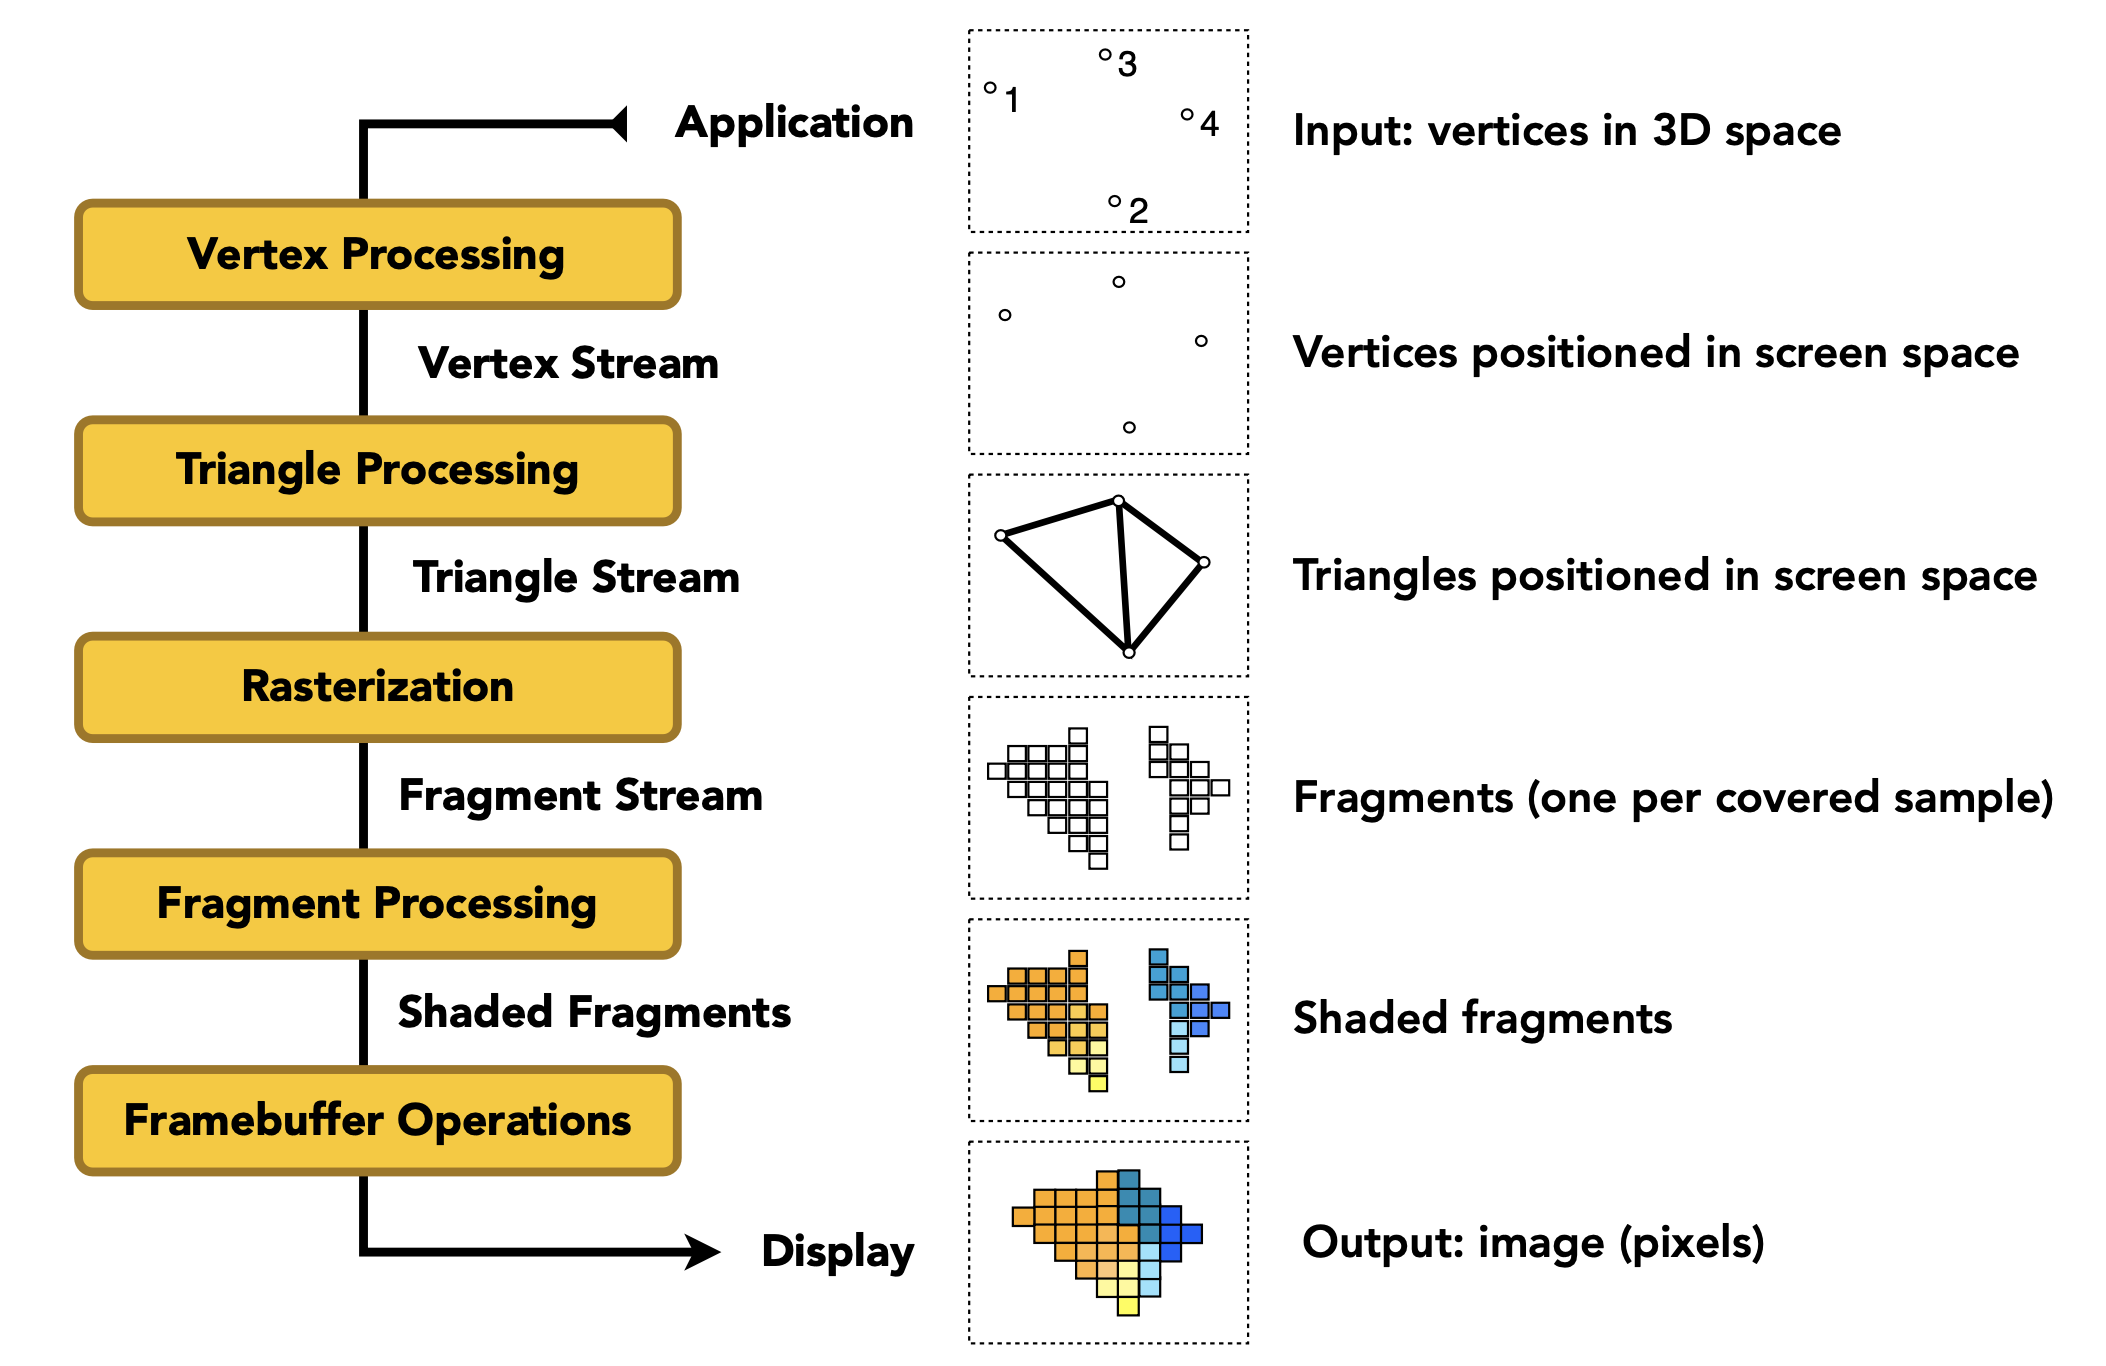 Application
3
1
4
2
Input: vertices in 3D space
Vertex Processing
Vertex Stream
Vertices positioned in screen space
Triangle Processing
Triangle Stream
Triangles positioned in screen space
Rasterization
Fragment Stream
Fragments (one per covered sample)
Fragment Processing
Shaded Fragments
Shaded fragments
Framebuffer Operations
Display
Output: image (pixels)